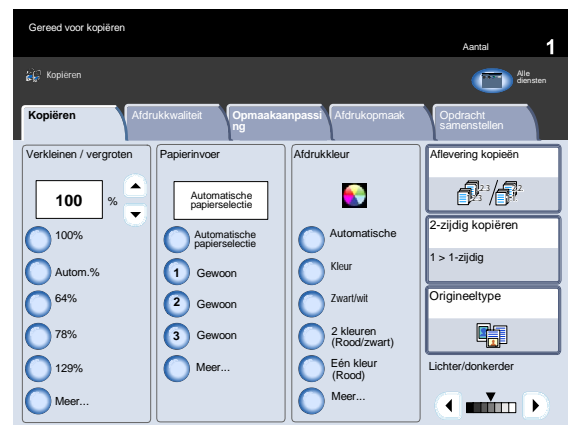 Gereed voor kopiëren
Aantal 1
Kopiëren
Alle
diensten
Kopiëren
Afdrukkwaliteit
Opmaakaanpassi
ng
Afdrukopmaak
Opdracht
samenstellen
Verkleinen / vergroten
100 %
100%
Autom.%
64%
78%
129%
Meer...
Papierinvoer
Automatische
papierselectie
Automatische
papierselectie
1 Gewoon
2 Gewoon
3 Gewoon
Meer...
Afdrukkleur
Automatische
Kleur
Zwart/wit
2 kleuren
(Rood/zwart)
Eén kleur
(Rood)
Meer...
Aflevering kopieën
2-zijdig kopiëren
1 > 1-zijdig
Origineeltype
Lichter/donkerder